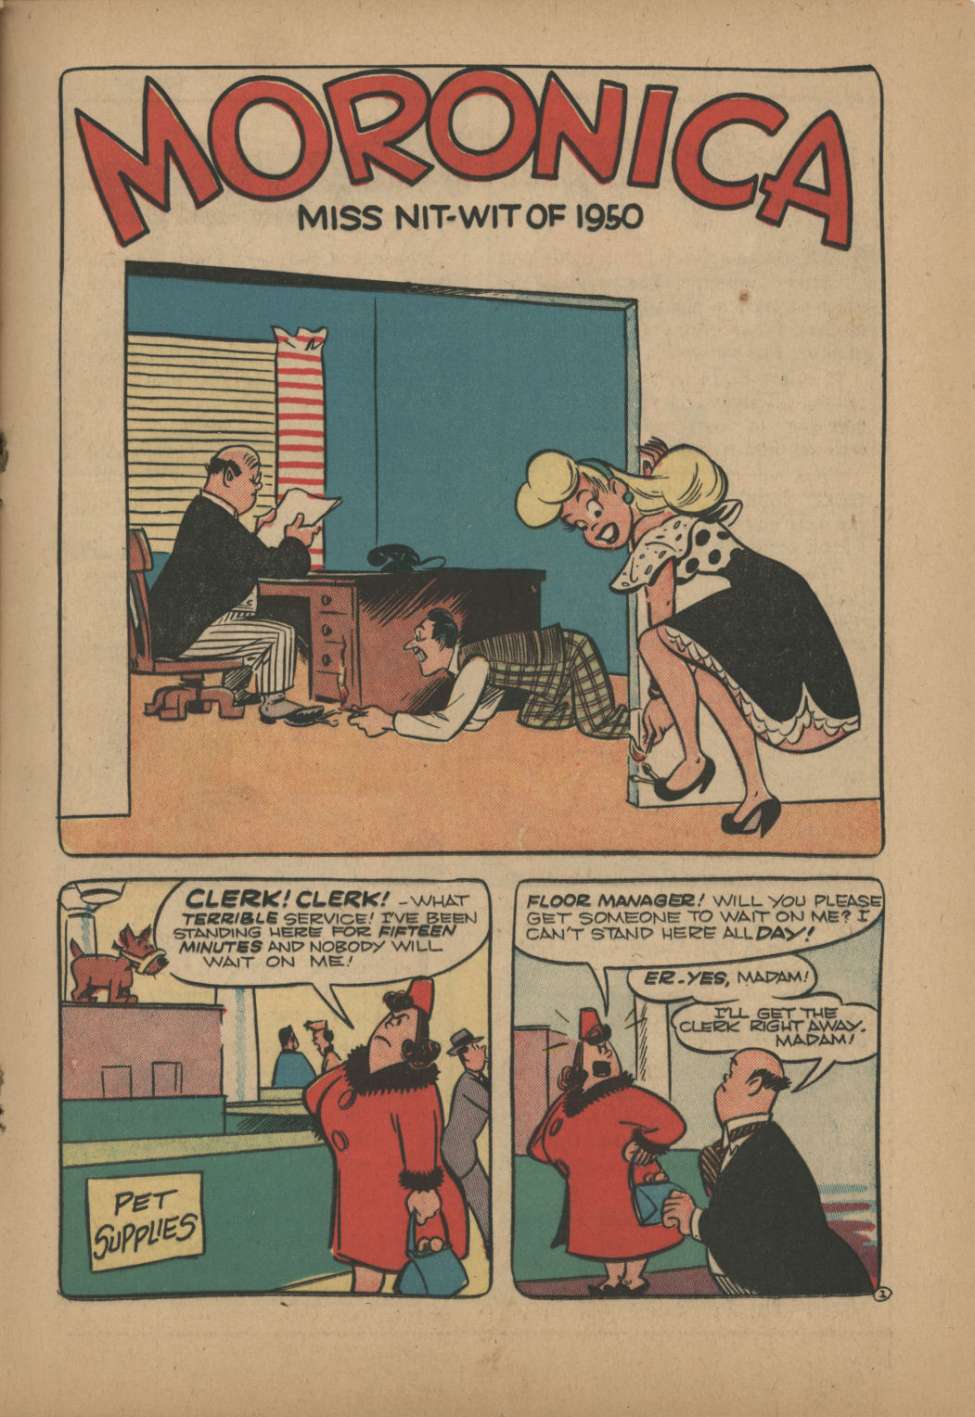 MORONICA
MISS NIT-WIT OF 1950
CLERK! CLERK! - WHAT
TERRIBLE SERVICE! I'VE BEEN
STANDING HERE FOR FIFTEEN
MINUTES AND NOBODY WILL
WAIT ON ME!
PET
SUPPLIES
FLOOR MANAGER! WILL YOU PLEASE
GET SOMEONE TO WAIT ON ME? I
CAN'T STAND HERE ALL DAY!
ER-YES, MADAM!
I'LL GET THE
CLERK RIGHT AWAY,
MADAM!
1